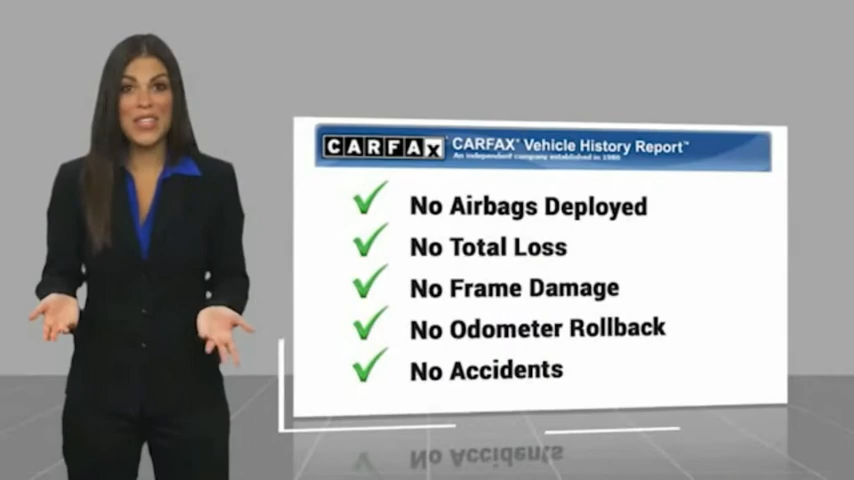 CARFAX CARFAX® Vehicle History Report™
An independent company established in 1986
No Airbags Deployed
No Total Loss
No Frame Damage
No Odometer Rollback
No Accidents
No Accidents